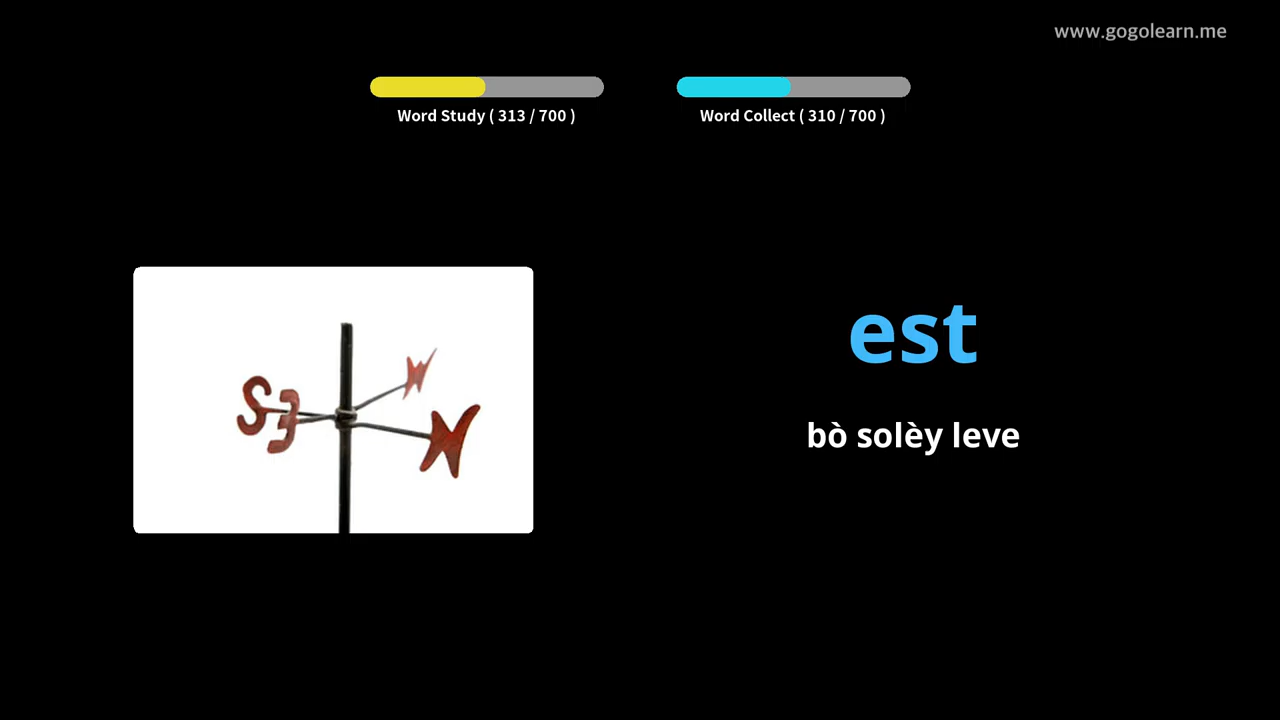 www.gogolearn.me
Word Study ( 313 / 700 )
Word Collect ( 310 / 700 )
est
bò solèy leve
S E W N